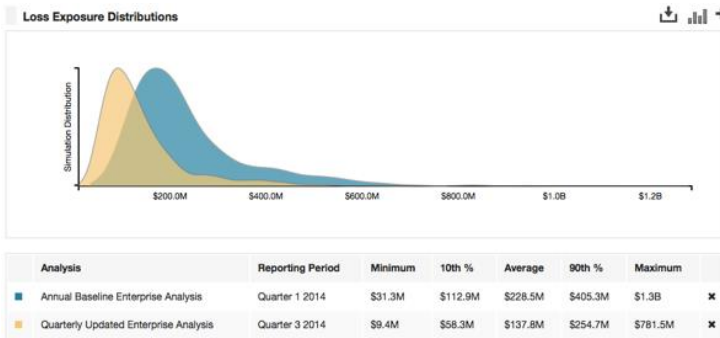 Loss Exposure Distributions
Simulation Distribution
$200.0M $400.0M $600.0M $800.0M $1.0B $1.2B
Analysis Reporting Period Minimum 10th % Average 90th % Maximum
Annual Baseline Enterprise Analysis Quarter 1 2014 $31.3M $112.9M $228.5M $405.3M $1.3B
Quarterly Updated Enterprise Analysis Quarter 3 2014 $9.4M $58.3M $137.8M $254.7M $781.5M